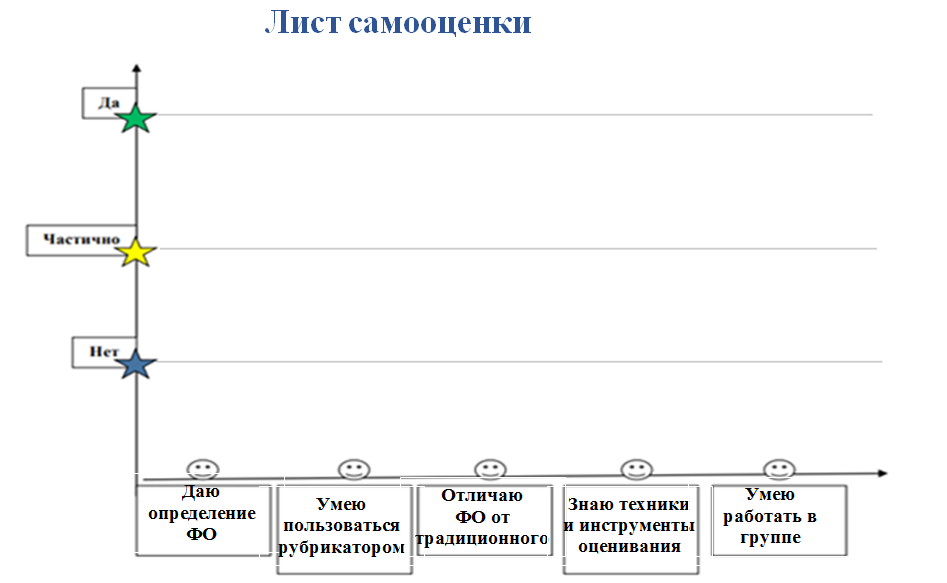 Лист самооценки
Да
Частично
Нет
Даю
определение
ФО
Умею
пользоваться
рубрикатором
Отличаю
ФО от
традиционного
Знаю техники
и инструменты
оценивания
Умею
работать в
группе